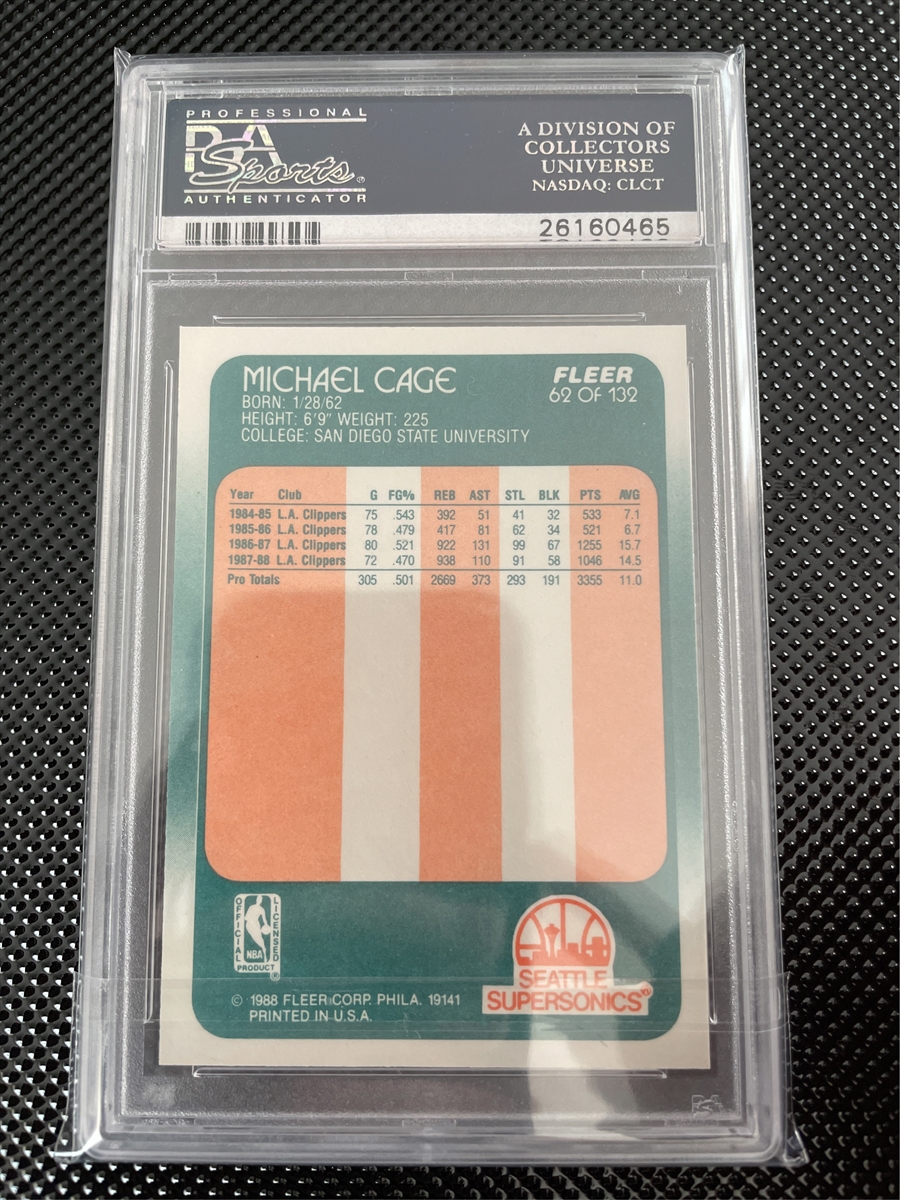 PROFESSIONAL
PSA
Sports®
AUTHENTICATOR
A DIVISION OF
COLLECTORS
UNIVERSE
NASDAQ: CLCT
26160465
MICHAEL CAGE
BORN: 1/28/62
HEIGHT: 6'9" WEIGHT: 225
COLLEGE: SAN DIEGO STATE UNIVERSITY
FLEER
62 OF 132
Year Club G FG% REB AST STL BLK PTS AVG
1984-85 L.A. Clippers 75 .543 392 51 41 32 533 7.1
1985-86 L.A. Clippers 78 .479 417 81 62 34 521 6.7
1986-87 L.A. Clippers 80 .521 922 131 99 67 1255 15.7
1987-88 L.A. Clippers 72 .470 938 110 91 58 1046 14.5
Pro Totals 305 .501 2669 373 293 191 3355 11.0
OFFICIAL
LICENSED
NBA
PRODUCT®
SEATTLE
SUPERSONICS
© 1988 FLEER CORP. PHILA. 19141
PRINTED IN U.S.A.
PSA